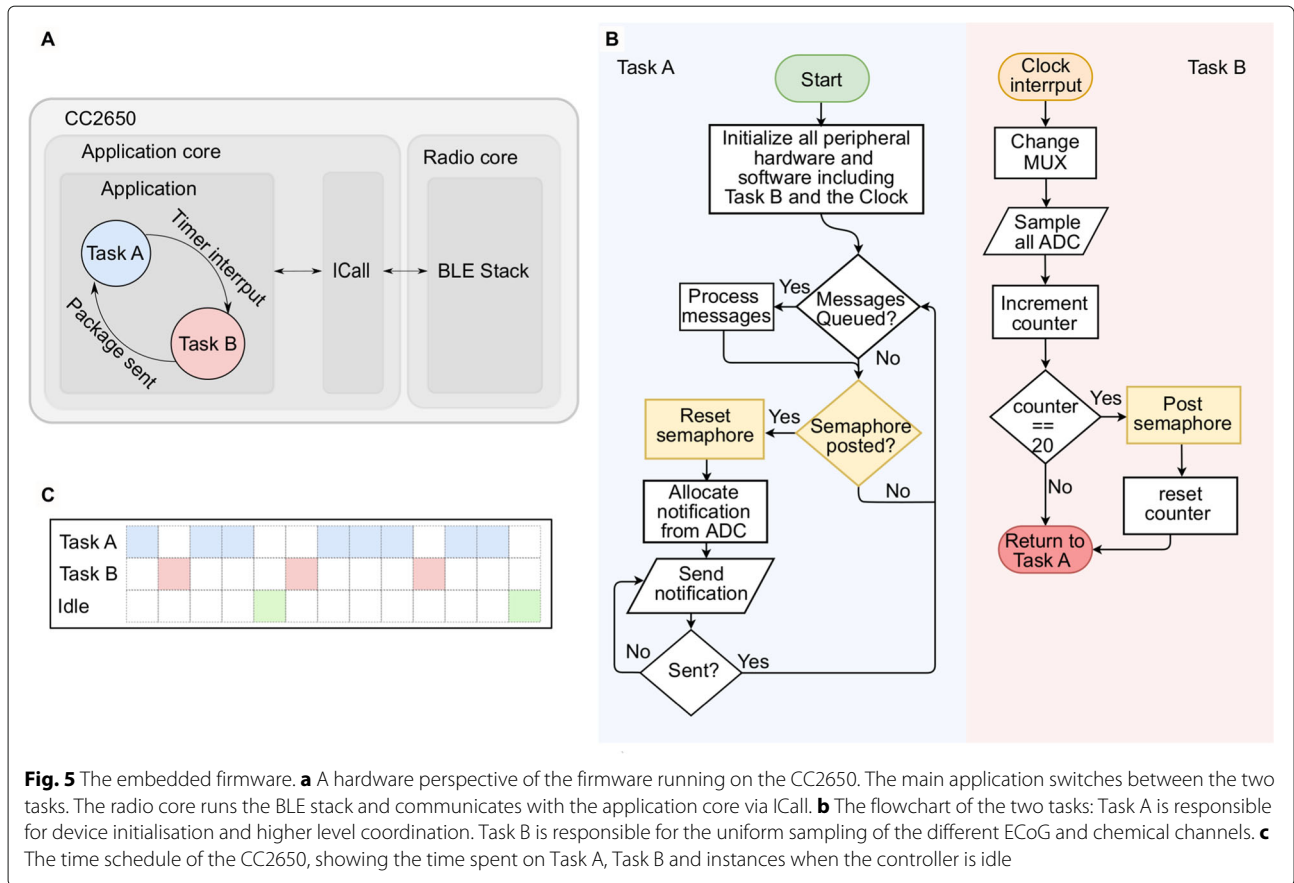 A
CC2650
Application core
Radio core
Application
Task A
Timer interrput
Package sent
Task B
ICall
BLE Stack
B
Task A
Start
Initialize all peripheral
hardware and
software including
Task B and the Clock
Messages
Queued?
Yes
Process
messages
No
Semaphore
posted?
Yes
Reset
semaphore
No
Allocate
notification
from ADC
Send
notification
Sent?
No
Yes
Task B
Clock
interrput
Change
MUX
Sample
all ADC
Increment
counter
counter
==
20
Yes
Post
semaphore
reset
counter
No
Return to
Task A
C
Task A
Task B
Idle
Fig. 5 The embedded firmware. a A hardware perspective of the firmware running on the CC2650. The main application switches between the two
tasks. The radio core runs the BLE stack and communicates with the application core via ICall. b The flowchart of the two tasks: Task A is responsible
for device initialisation and higher level coordination. Task B is responsible for the uniform sampling of the different ECoG and chemical channels. c
The time schedule of the CC2650, showing the time spent on Task A, Task B and instances when the controller is idle